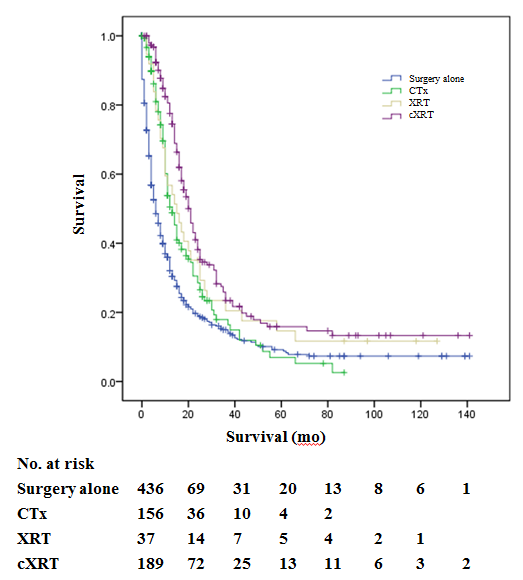 1.0
0.8
0.6
0.4
0.2
0.0
Survival
Surgery alone
CTx
XRT
cXRT
0 20 40 60 80 100 120 140
Survival (mo)
No. at risk
Surgery alone 436 69 31 20 13 8 6 1
CTx 156 36 10 4 2
XRT 37 14 7 5 4 2 1
cXRT 189 72 25 13 11 6 3 2